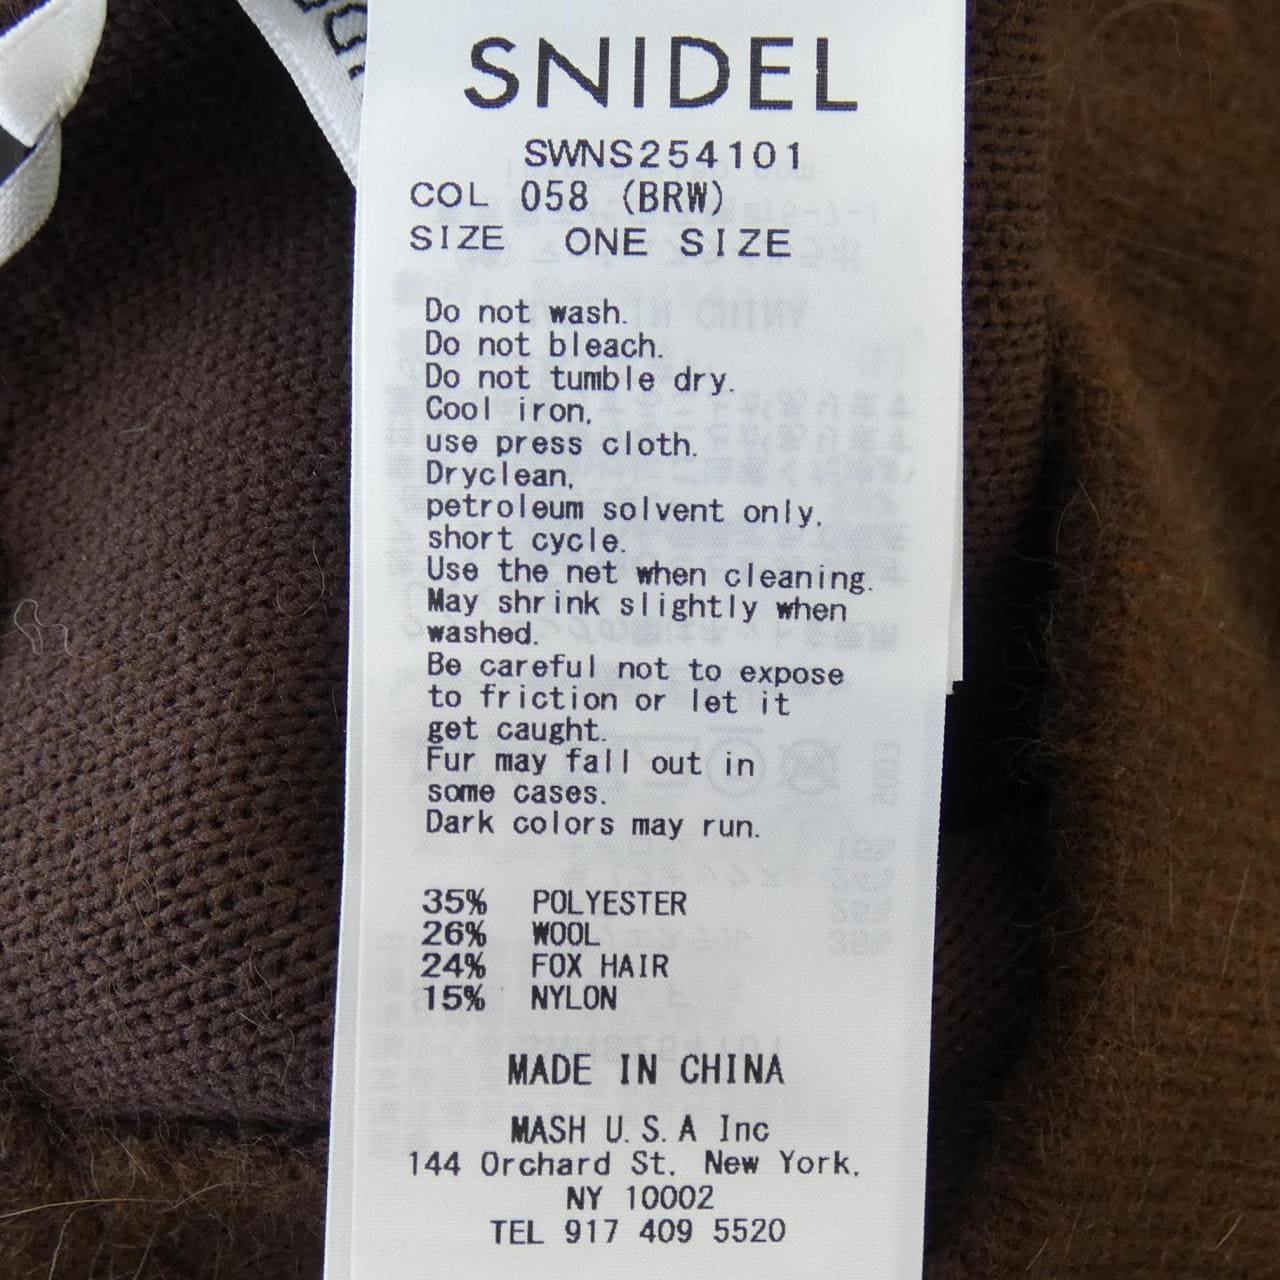 SNIDEL
SWNS254101
COL 058 (BRW)
SIZE ONE SIZE
Do not wash.
Do not bleach.
Do not tumble dry.
Cool iron,
use press cloth.
Dryclean,
petroleum solvent only,
short cycle.
Use the net when cleaning.
May shrink slightly when
washed.
Be careful not to expose
to friction or let it
get caught.
Fur may fall out in
some cases.
Dark colors may run.
35% POLYESTER
26% WOOL
24% FOX HAIR
15% NYLON
MADE IN CHINA
MASH U.S.A Inc
144 Orchard St. New York,
NY 10002
TEL 917 409 5520